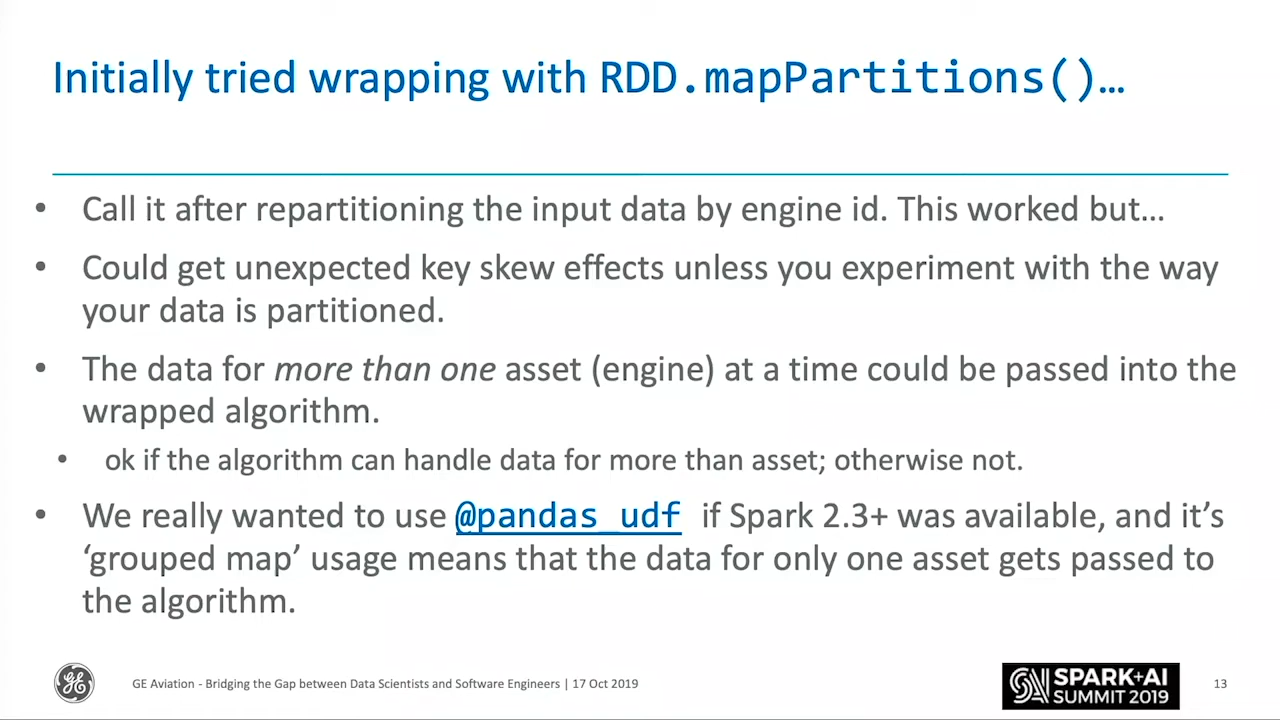 Initially tried wrapping with RDD.mapPartitions()…
• Call it after repartitioning the input data by engine id. This worked but…
• Could get unexpected key skew effects unless you experiment with the way
your data is partitioned.
• The data for more than one asset (engine) at a time could be passed into the
wrapped algorithm.
• ok if the algorithm can handle data for more than asset; otherwise not.
• We really wanted to use @pandas_udf if Spark 2.3+ was available, and it’s
‘grouped map’ usage means that the data for only one asset gets passed to
the algorithm.
GE Aviation - Bridging the Gap between Data Scientists and Software Engineers | 17 Oct 2019
SPARK+AI
SUMMIT 2019
13